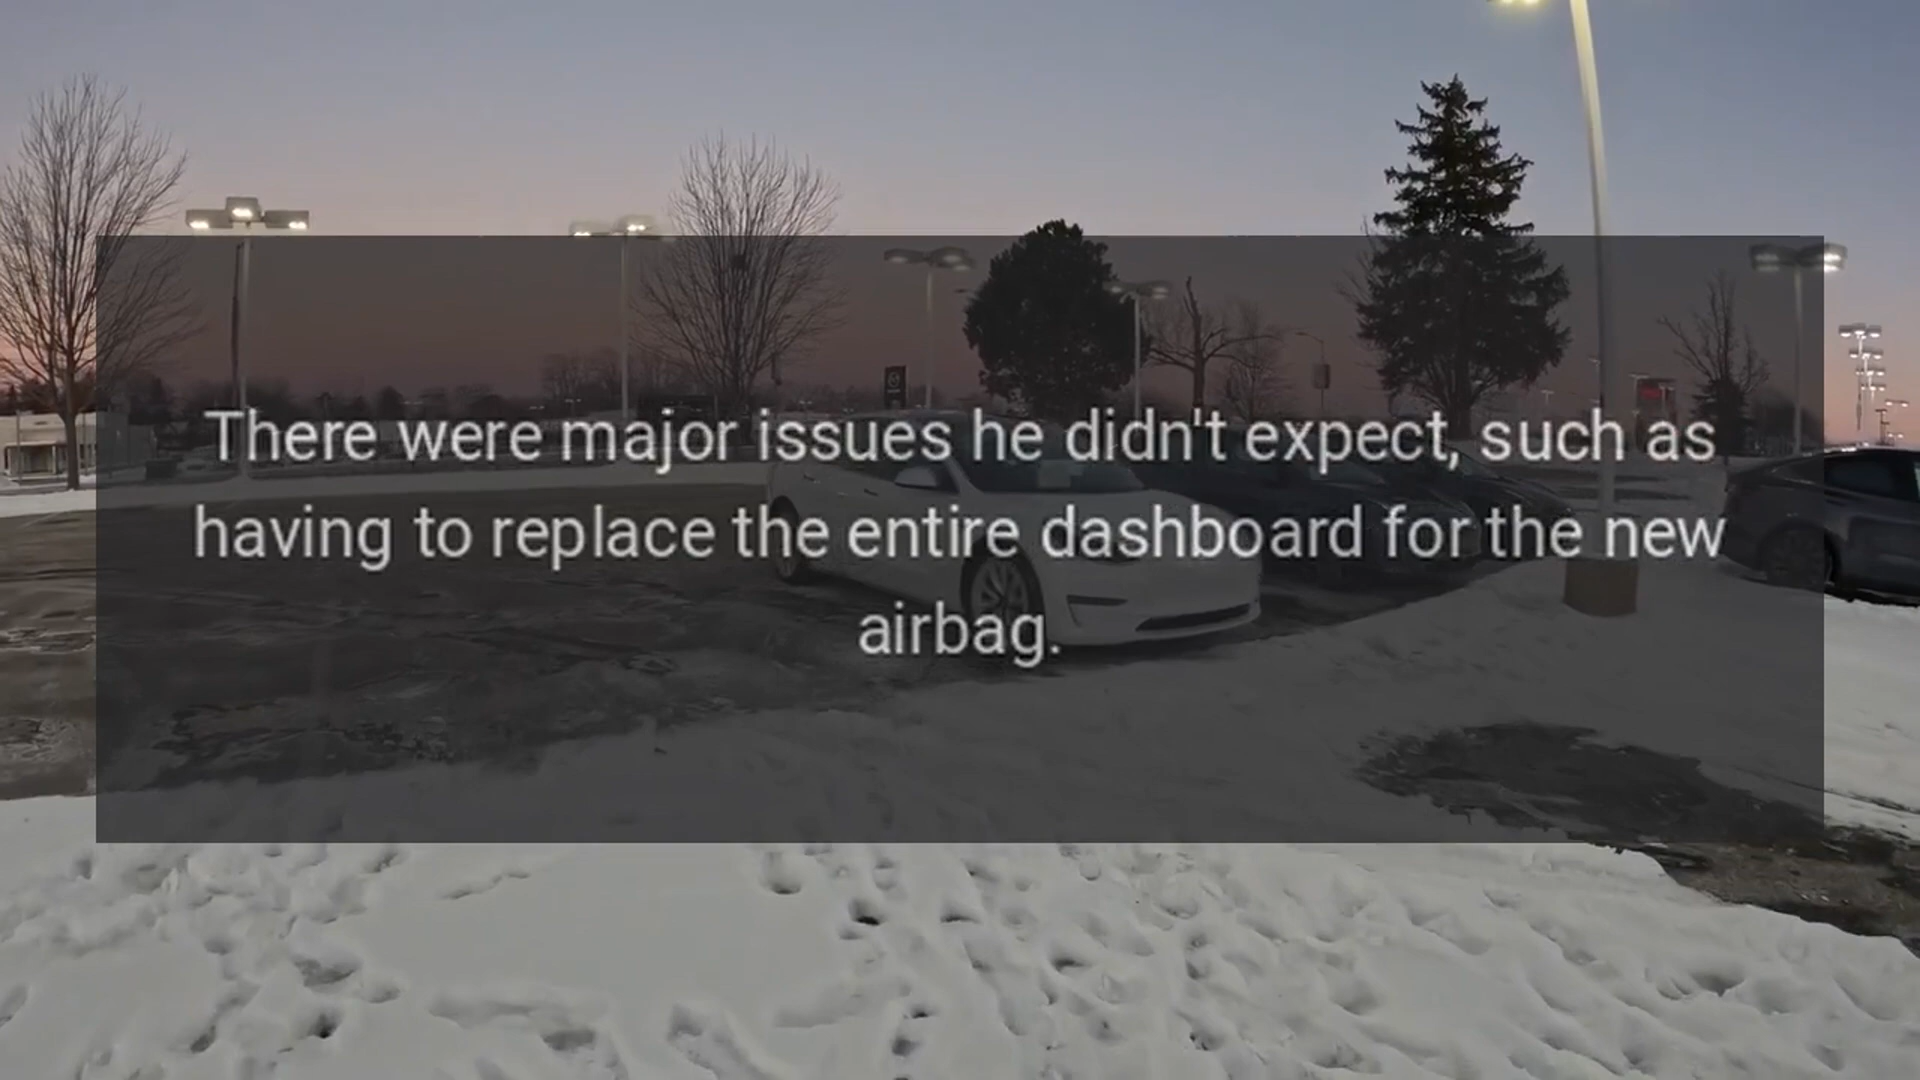 There were major issues he didn't expect, such as
having to replace the entire dashboard for the new
airbag.